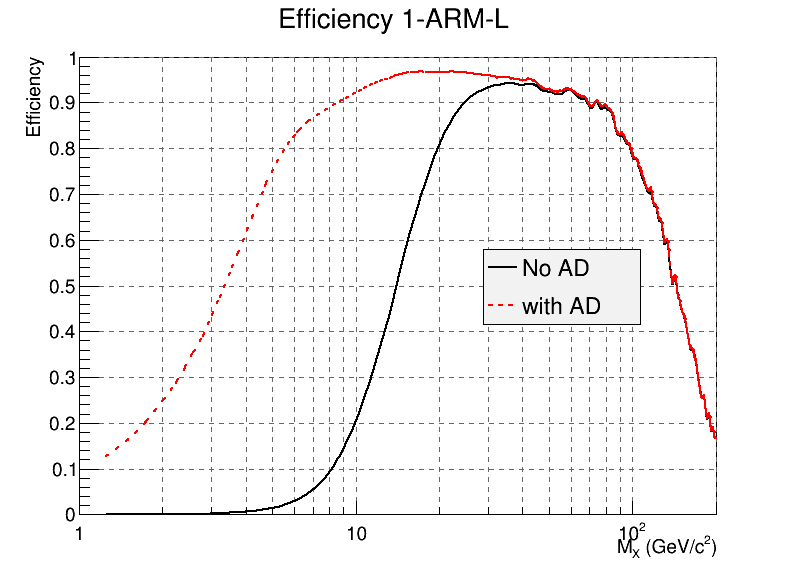 Efficiency 1-ARM-L
Efficiency
1
0.9
0.8
0.7
0.6
0.5
0.4
0.3
0.2
0.1
0
No AD
with AD
1 10 10²
Mₓ (GeV/c²)